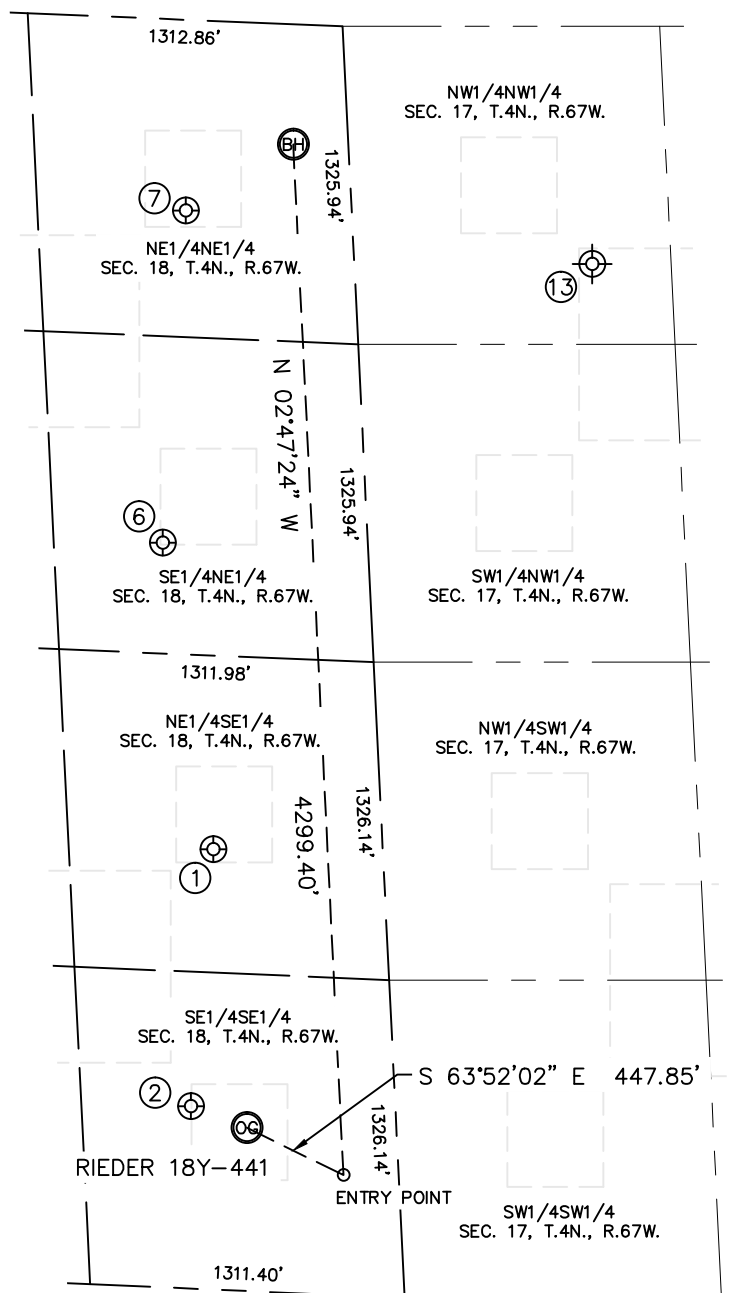 1312.86'
NW1/4NW1/4
SEC. 17, T.4N., R.67W.
BH
1325.94'
7
NE1/4NE1/4
SEC. 18, T.4N., R.67W.
13
N 02°47'24" W
6
1325.94'
SE1/4NE1/4
SEC. 18, T.4N., R.67W.
SW1/4NW1/4
SEC. 17, T.4N., R.67W.
1311.98'
NE1/4SE1/4
SEC. 18, T.4N., R.67W.
NW1/4SW1/4
SEC. 17, T.4N., R.67W.
4299.40'
1326.14'
1
SE1/4SE1/4
SEC. 18, T.4N., R.67W.
S 63°52'02" E 447.85'
2
OG
1326.14'
RIEDER 18Y-441
ENTRY POINT
SW1/4SW1/4
SEC. 17, T.4N., R.67W.
1311.40'